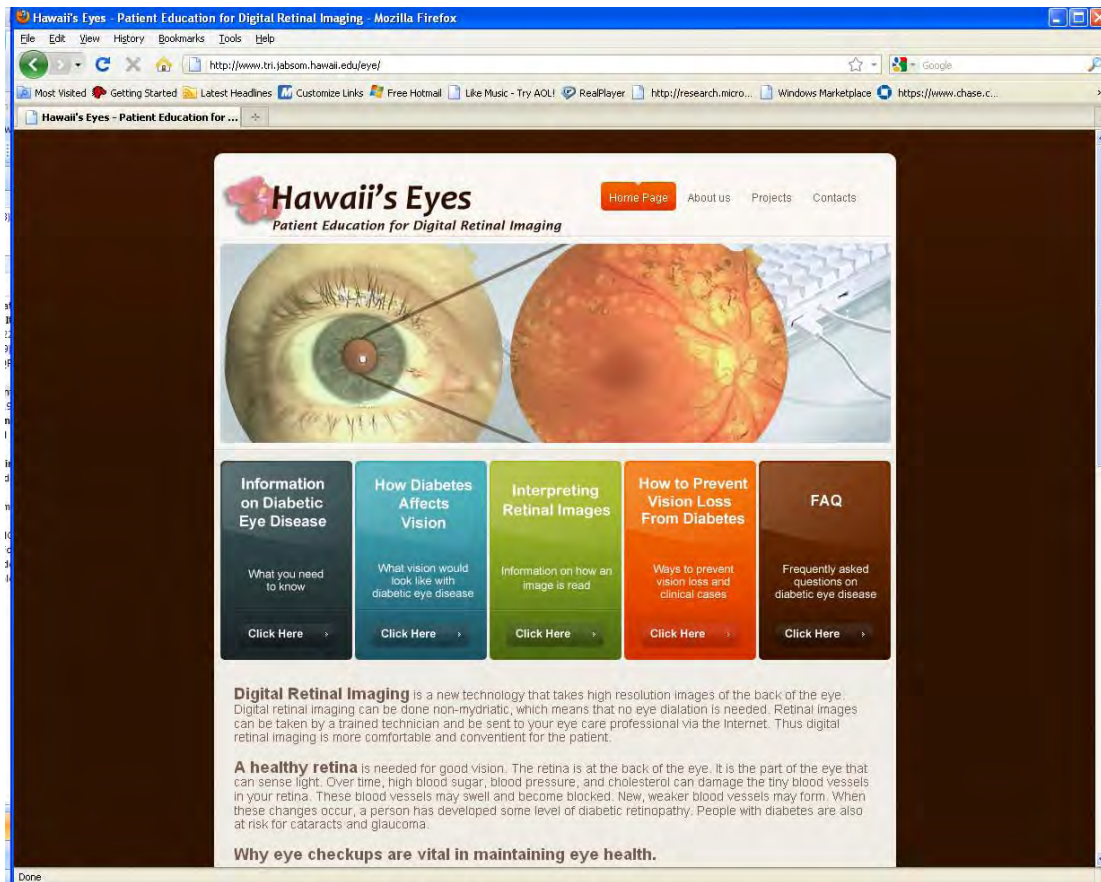 Hawaii's Eyes - Patient Education for Digital Retinal Imaging - Mozilla Firefox
File Edit View History Bookmarks Tools Help
http://www.tri.jabsom.hawaii.edu/eye/
Google
Most Visited Getting Started Latest Headlines Customize Links Free Hotmail Like Music - Try AOL! RealPlayer http://research.micro... Windows Marketplace https://www.chase.c...
Hawaii's Eyes - Patient Education for ...
Hawaii's Eyes
Patient Education for Digital Retinal Imaging
Home Page About us Projects Contacts
Information
on Diabetic
Eye Disease
What you need
to know
Click Here
How Diabetes
Affects
Vision
What vision would
look like with
diabetic eye disease
Click Here
Interpreting
Retinal Images
Information on how an
image is read
Click Here
How to Prevent
Vision Loss
From Diabetes
Ways to prevent
vision loss and
clinical cases
Click Here
FAQ
Frequently asked
questions on
diabetic eye disease
Click Here
Digital Retinal Imaging is a new technology that takes high resolution images of the back of the eye.
Digital retinal imaging can be done non-mydriatic, which means that no eye dialation is needed. Retinal images
can be taken by a trained technician and be sent to your eye care professional via the Internet. Thus digital
retinal imaging is more comfortable and conventient for the patient.
A healthy retina is needed for good vision. The retina is at the back of the eye. It is the part of the eye that
can sense light. Over time, high blood sugar, blood pressure, and cholesterol can damage the tiny blood vessels
in your retina. These blood vessels may swell and become blocked. New, weaker blood vessels may form. When
these changes occur, a person has developed some level of diabetic retinopathy. People with diabetes are also
at risk for cataracts and glaucoma.
Why eye checkups are vital in maintaining eye health.
Done